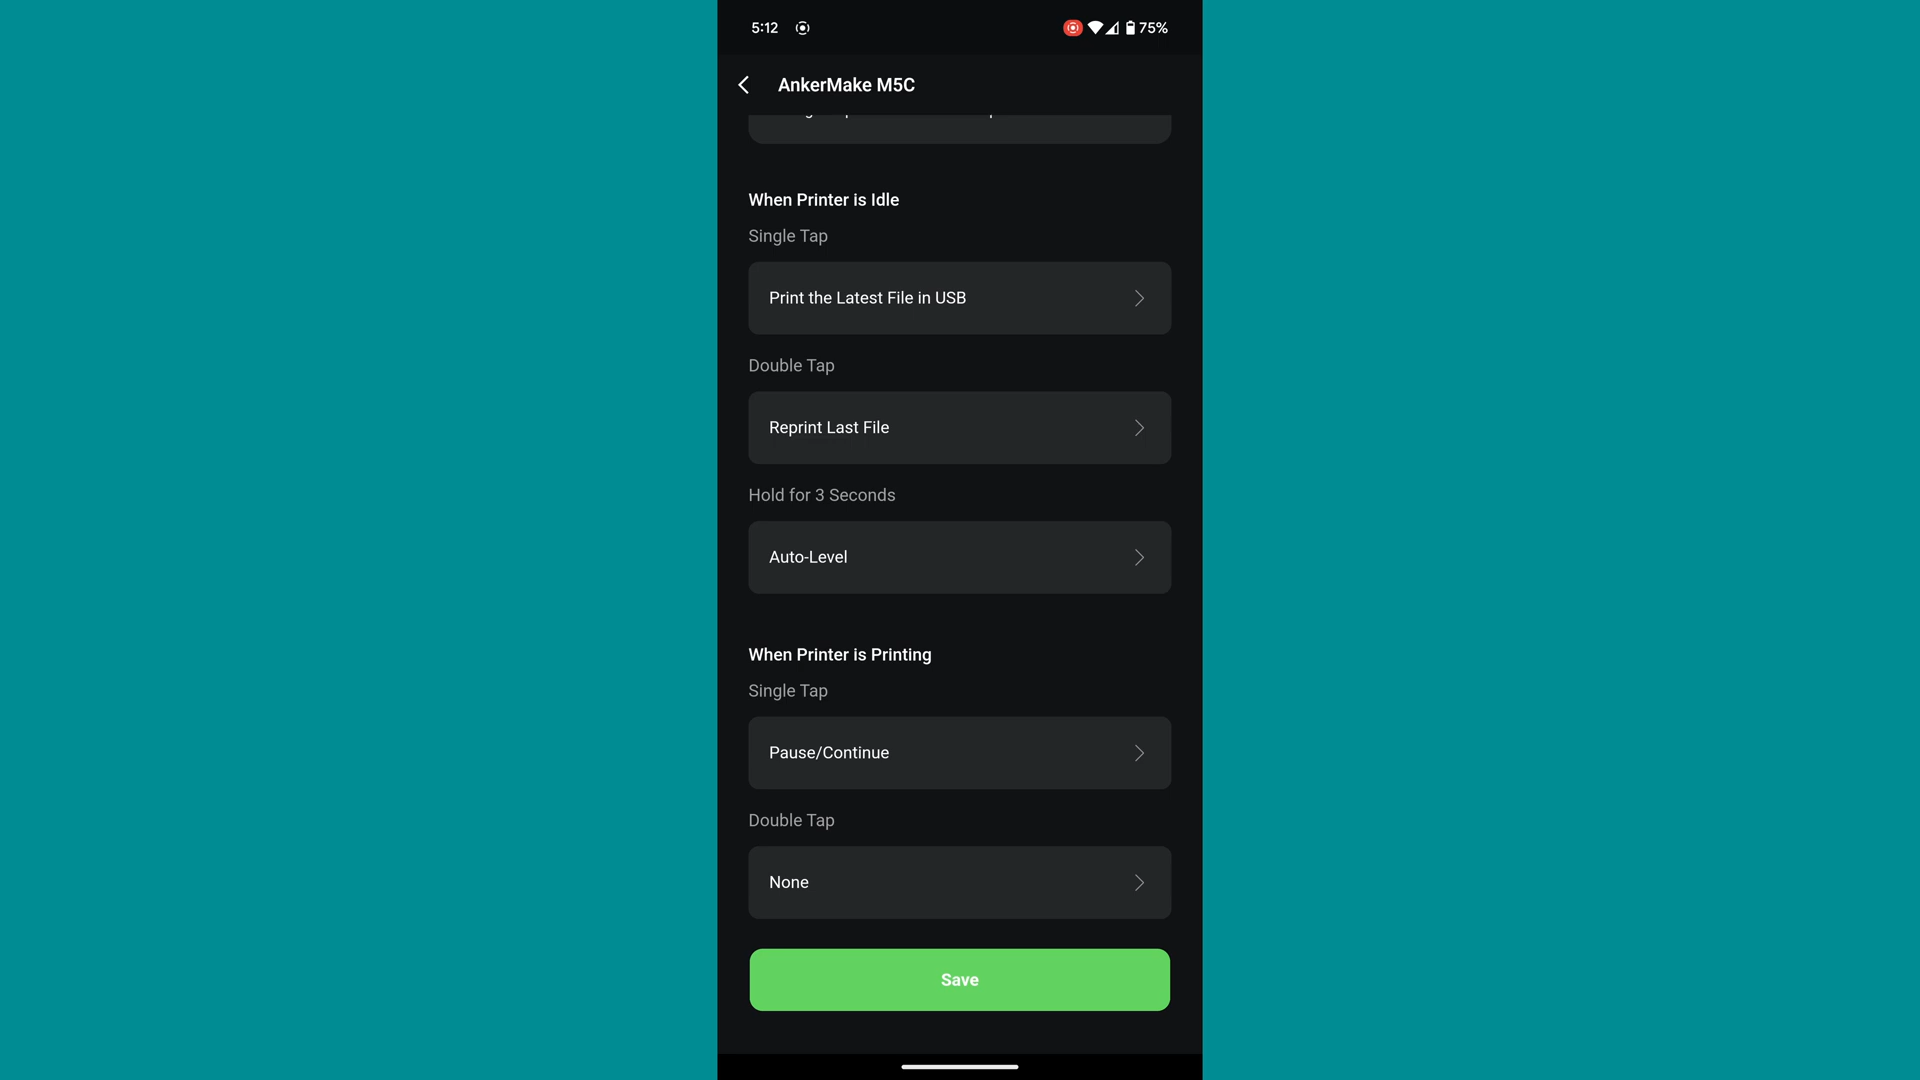 5:12
75%
AnkerMake M5C
When Printer is Idle
Single Tap
Print the Latest File in USB
Double Tap
Reprint Last File
Hold for 3 Seconds
Auto-Level
When Printer is Printing
Single Tap
Pause/Continue
Double Tap
None
Save